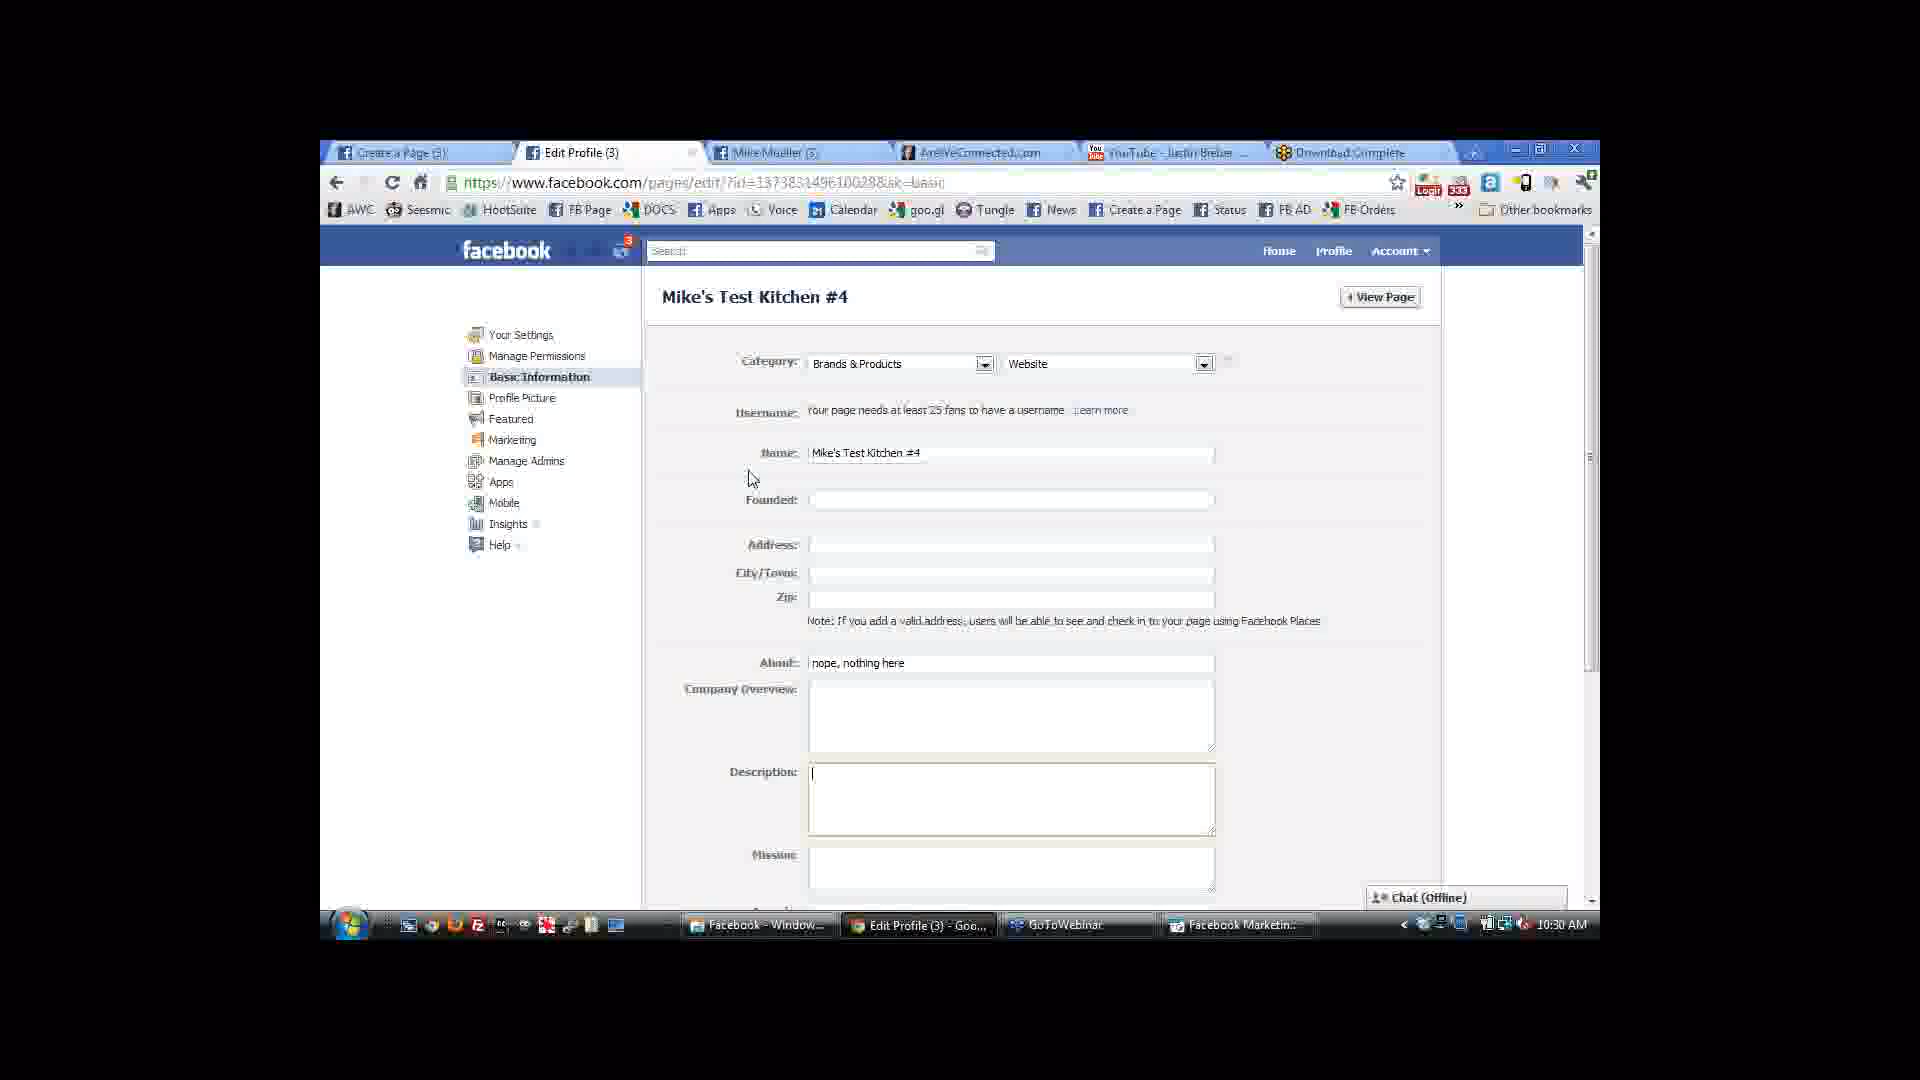 Create a Page (3) Edit Profile (3) Mike Mueller (3) AreWeConnected.com YouTube - Justin Bieber ... Download Complete
https://www.facebook.com/pages/edit/?id=137383149610028&sk=basic
AWC Seesmic HootSuite FB Page DOCS Apps Voice Calendar goo.gl Tungle News Create a Page Status FB AD FB Orders » Other bookmarks
facebook 3 Search Home Profile Account
Mike's Test Kitchen #4
View Page
Your Settings
Manage Permissions
Basic Information
Profile Picture
Featured
Marketing
Manage Admins
Apps
Mobile
Insights
Help
Category: Brands & Products Website
Username: Your page needs at least 25 fans to have a username Learn more
Name: Mike's Test Kitchen #4
Founded:
Address:
City/Town:
Zip:
Note: If you add a valid address, users will be able to see and check in to your page using Facebook Places
About: nope, nothing here
Company Overview:
Description:
Mission:
Chat (Offline)
Facebook - Window... Edit Profile (3) - Goo... GoToWebinar Facebook Marketin... 10:30 AM